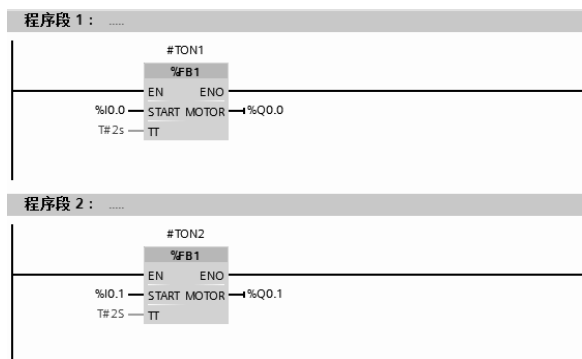 程序段 1： .....
#TON1
%FB1
EN ENO
%I0.0 START MOTOR %Q0.0
T#2s TT
程序段 2： .....
#TON2
%FB1
EN ENO
%I0.1 START MOTOR %Q0.1
T#2S TT